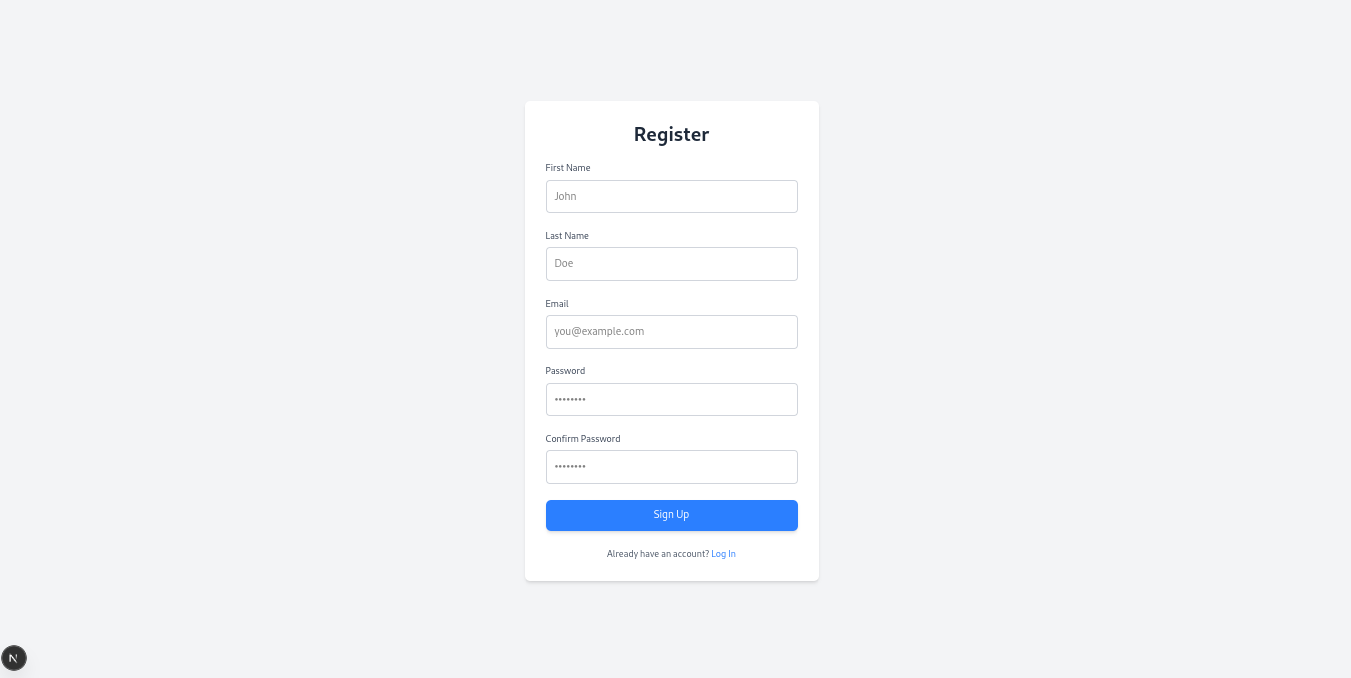 Register
First Name
John
Last Name
Doe
Email
you@example.com
Password
••••••••
Confirm Password
••••••••
Sign Up
Already have an account? Log In
N